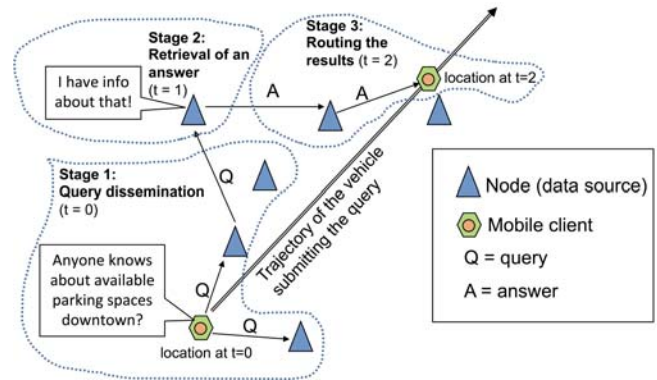 Stage 2:
Retrieval of an
answer
(t = 1)
I have info
about that!
Stage 3:
Routing the
results (t = 2)
location at t=2
A
A
Stage 1:
Query dissemination
(t = 0)
Q
Trajectory of the vehicle
submitting the query
Anyone knows
about available
parking spaces
downtown?
Q
Q
location at t=0
Node (data source)
Mobile client
Q = query
A = answer